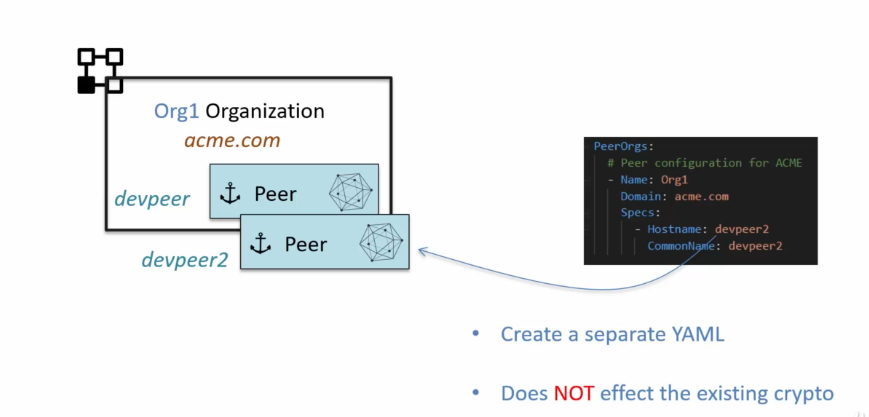 Org1 Organization
acme.com
devpeer
Peer
Peer
devpeer2
PeerOrgs:
# Peer configuration for ACME
- Name: Org1
Domain: acme.com
Specs:
- Hostname: devpeer2
CommonName: devpeer2
• Create a separate YAML
• Does NOT effect the existing crypto